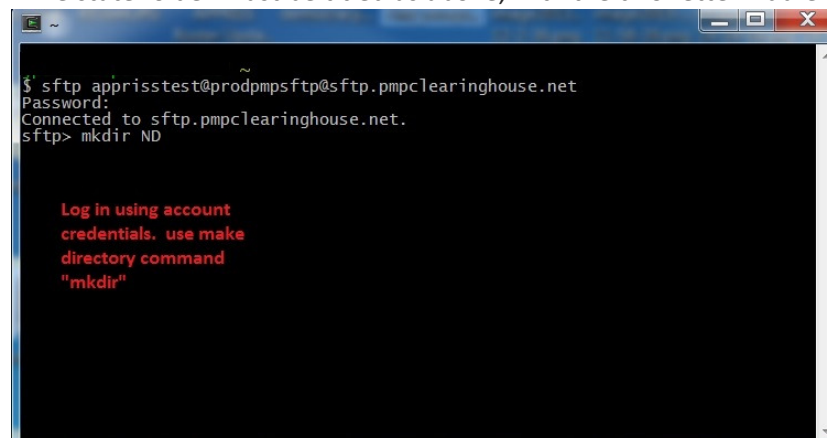 ~
~
$ sftp apprisstest@prodpmpsftp@sftp.pmpclearinghouse.net
Password:
Connected to sftp.pmpclearinghouse.net.
sftp> mkdir ND
Log in using account
credentials. use make
directory command
"mkdir"